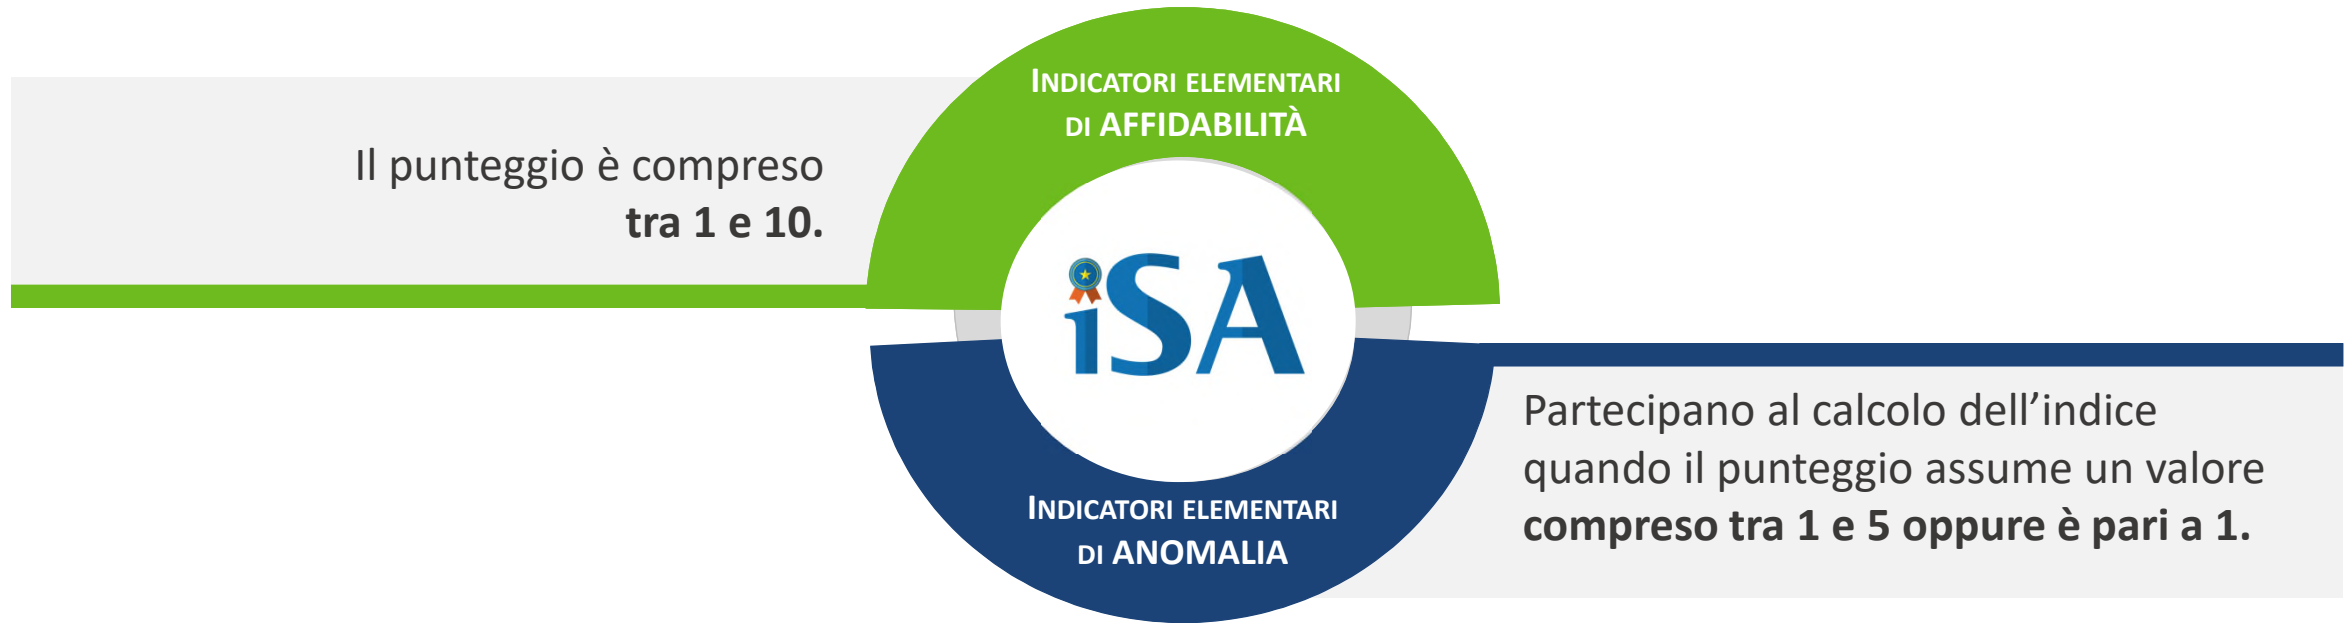 INDICATORI ELEMENTARI
DI AFFIDABILITÀ
Il punteggio è compreso
tra 1 e 10.
iSA
Partecipano al calcolo dell’indice
quando il punteggio assume un valore
compreso tra 1 e 5 oppure è pari a 1.
INDICATORI ELEMENTARI
DI ANOMALIA